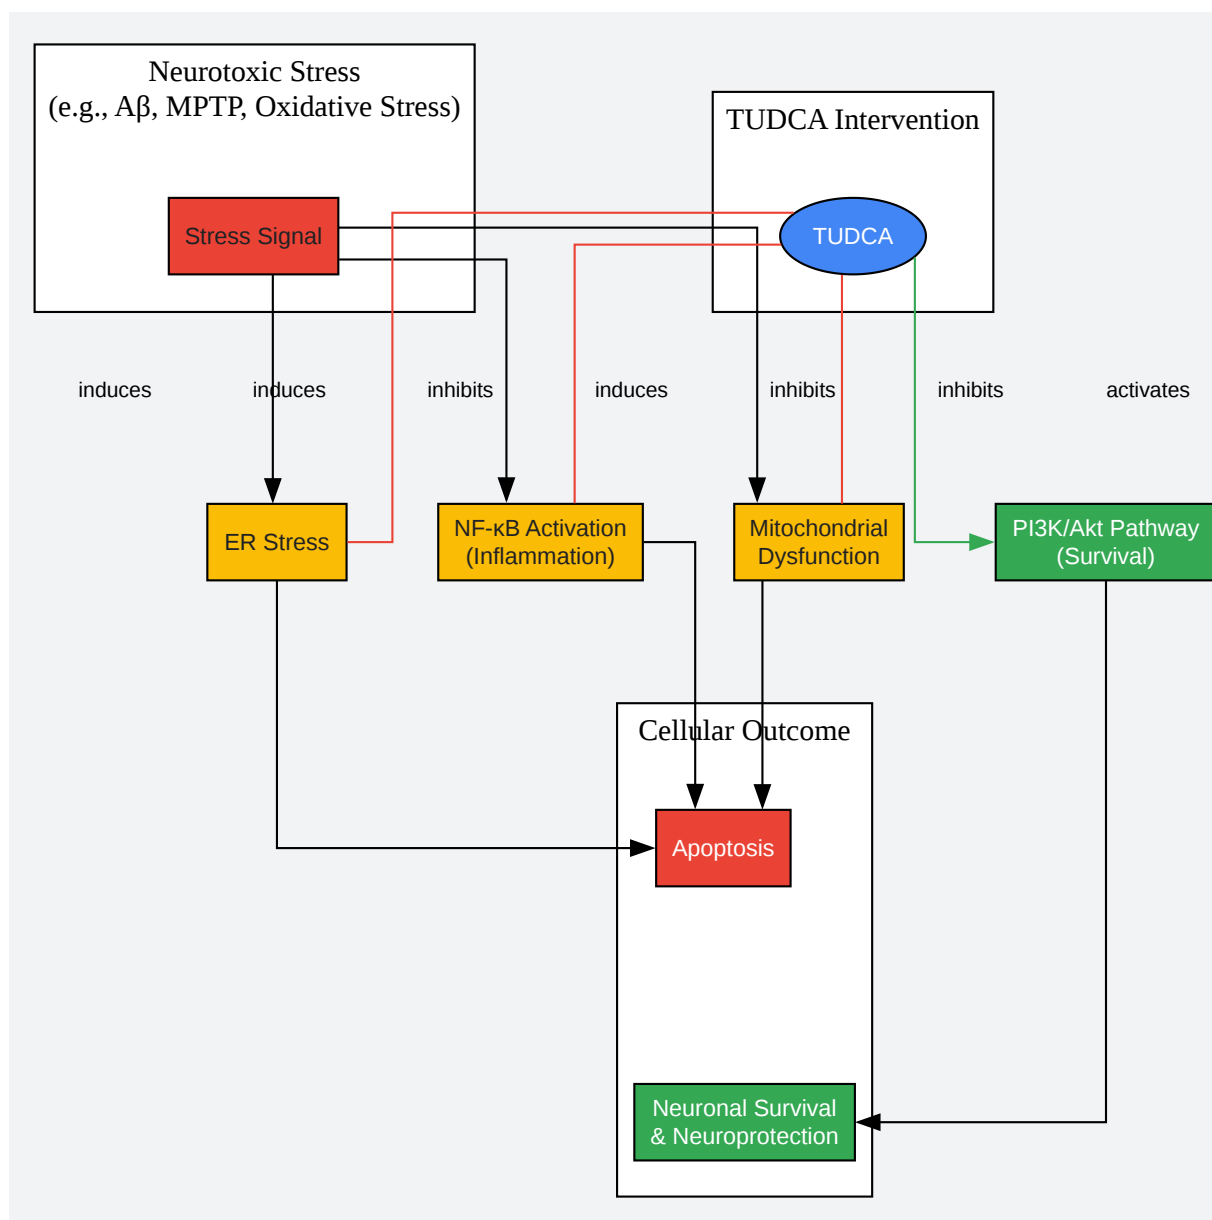 Neurotoxic Stress
(e.g., Aβ, MPTP, Oxidative Stress)
TUDCA Intervention
Stress Signal
TUDCA
induces
induces
inhibits
induces
inhibits
inhibits
activates
ER Stress
NF-κB Activation
(Inflammation)
Mitochondrial
Dysfunction
PI3K/Akt Pathway
(Survival)
Cellular Outcome
Apoptosis
Neuronal Survival
& Neuroprotection